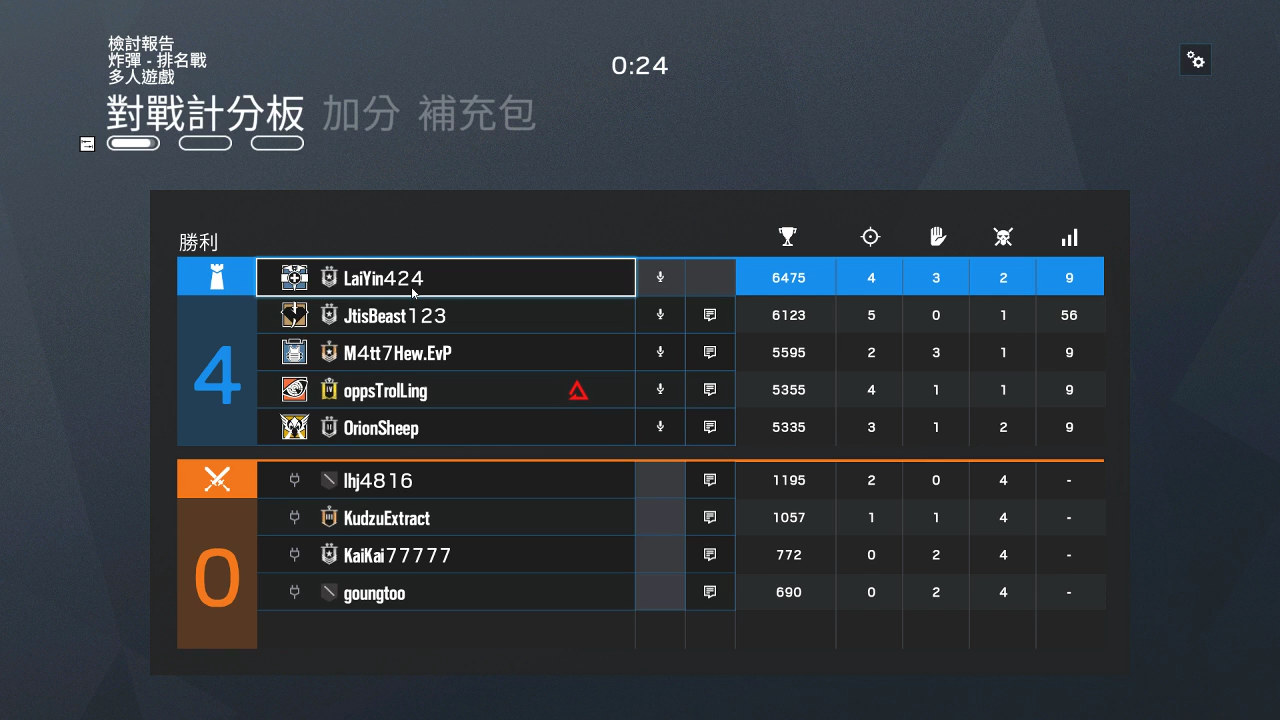 檢討報告
炸彈 - 排名戰
多人遊戲
0:24
對戰計分板 加分 補充包
勝利
LaiYin424 6475 4 3 2 9
JtisBeast123 6123 5 0 1 56
M4tt7Hew.EvP 5595 2 3 1 9
4
oppsTrolLing 5355 4 1 1 9
OrionSheep 5335 3 1 2 9
lhj4816 1195 2 0 4 -
KudzuExtract 1057 1 1 4 -
KaiKai77777 772 0 2 4 -
0
goungtoo 690 0 2 4 -